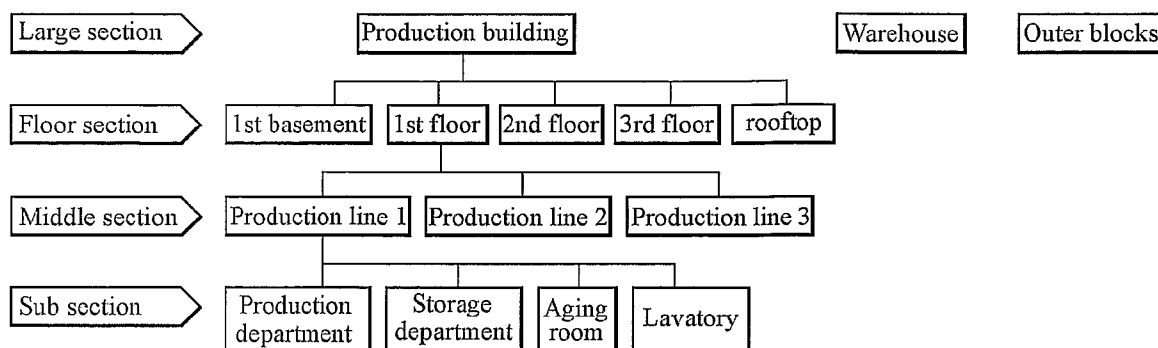 Large section
Production building
Warehouse
Outer blocks
Floor section
1st basement
1st floor
2nd floor
3rd floor
rooftop
Middle section
Production line 1
Production line 2
Production line 3
Sub section
Production
department
Storage
department
Aging
room
Lavatory